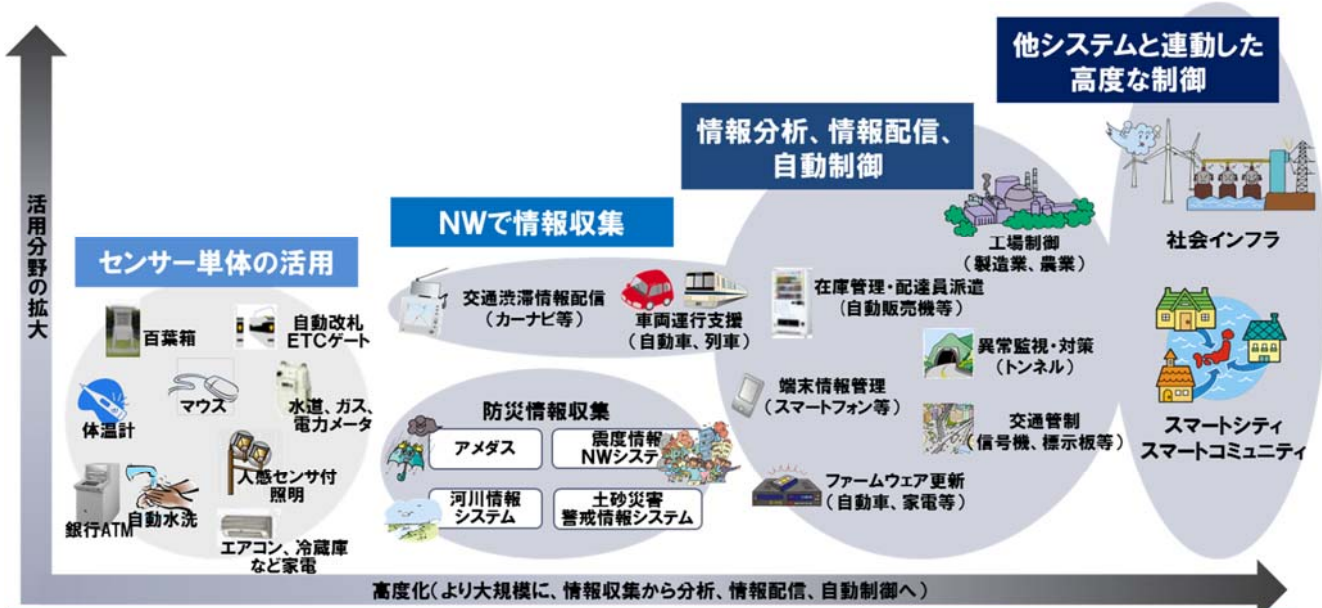 他システムと連動した
高度な制御
情報分析、情報配信、
自動制御
NWで情報収集
センサー単体の活用
活用分野の拡大
百葉箱
自動改札
ETCゲート
体温計
マウス
水道、ガス、
電力メータ
人感センサ付
照明
銀行ATM
自動水洗
エアコン、冷蔵庫
など家電
交通渋滞情報配信
(カーナビ等)
車両運行支援
(自動車、列車)
防災情報収集
アメダス
震度情報
NWシステ
河川情報
システム
土砂災害
警戒情報システム
工場制御
(製造業、農業)
在庫管理・配達員派遣
(自動販売機等)
異常監視・対策
(トンネル)
端末情報管理
(スマートフォン等)
交通管制
(信号機、標示板等)
ファームウェア更新
(自動車、家電等)
社会インフラ
スマートシティ
スマートコミュニティ
高度化(より大規模に、情報収集から分析、情報配信、自動制御へ)